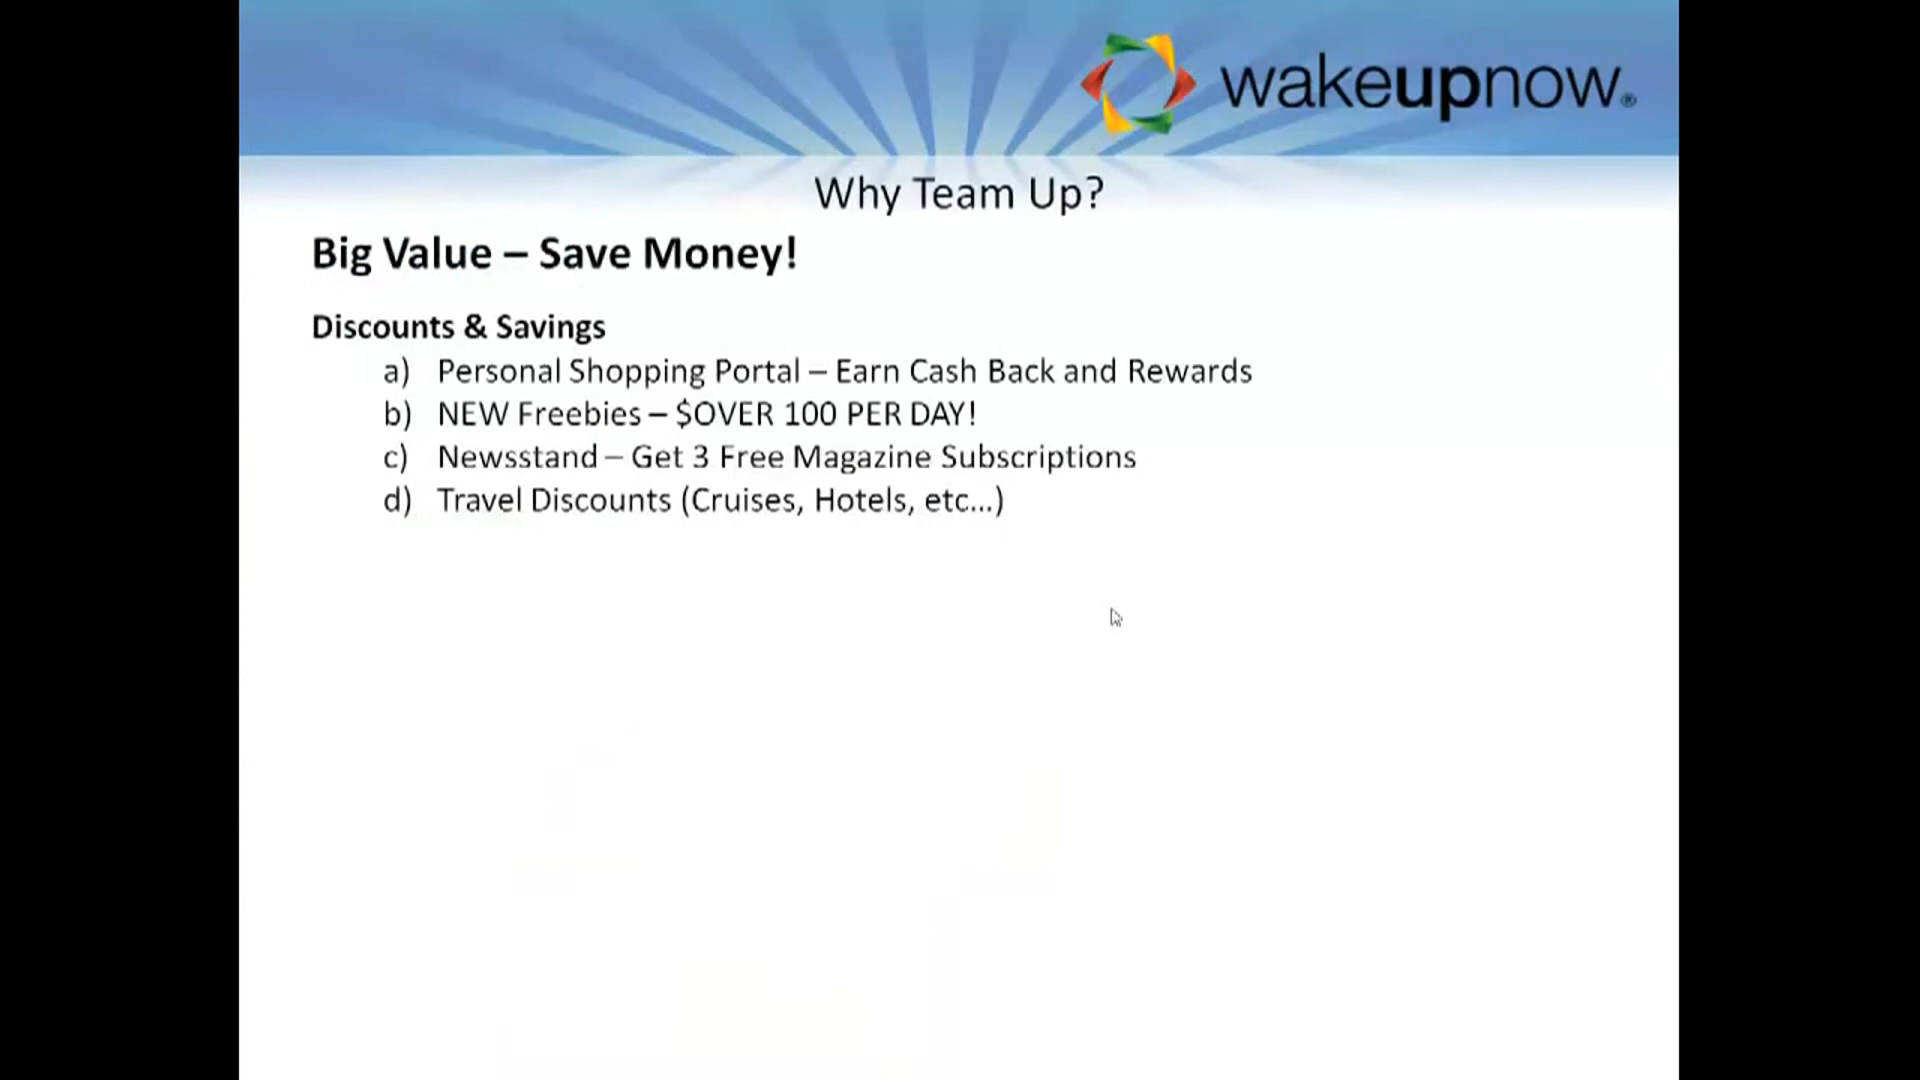 wakeupnow®
Why Team Up?
Big Value – Save Money!
Discounts & Savings
a) Personal Shopping Portal – Earn Cash Back and Rewards
b) NEW Freebies – $OVER 100 PER DAY!
c) Newsstand – Get 3 Free Magazine Subscriptions
d) Travel Discounts (Cruises, Hotels, etc...)